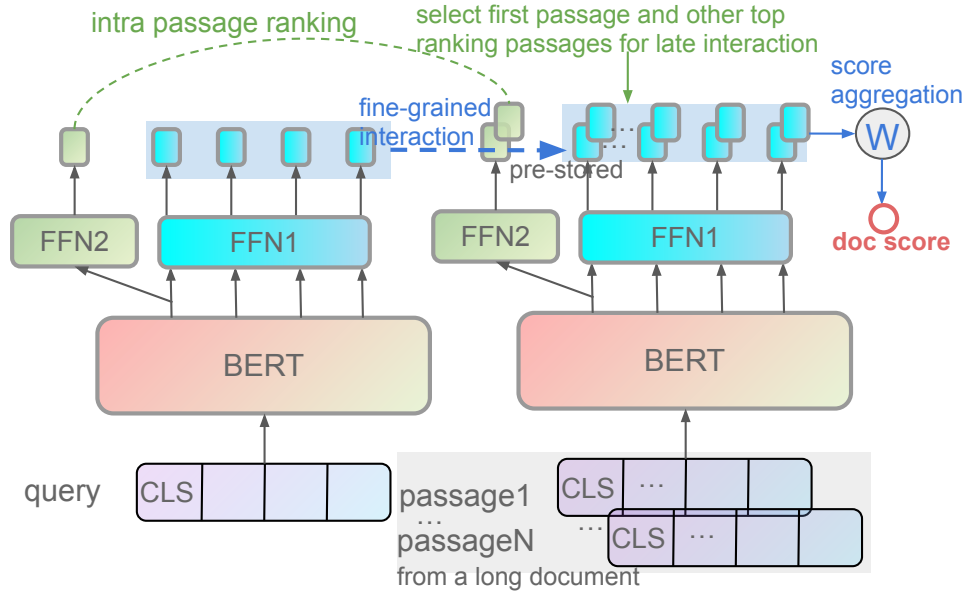 intra passage ranking
select first passage and other top
ranking passages for late interaction
score
aggregation
fine-grained
interaction
...
...
W
pre-stored
FFN2
FFN1
FFN2
FFN1
doc score
BERT
BERT
query
CLS
passage1
CLS
...
...
...
passageN
CLS
...
from a long document